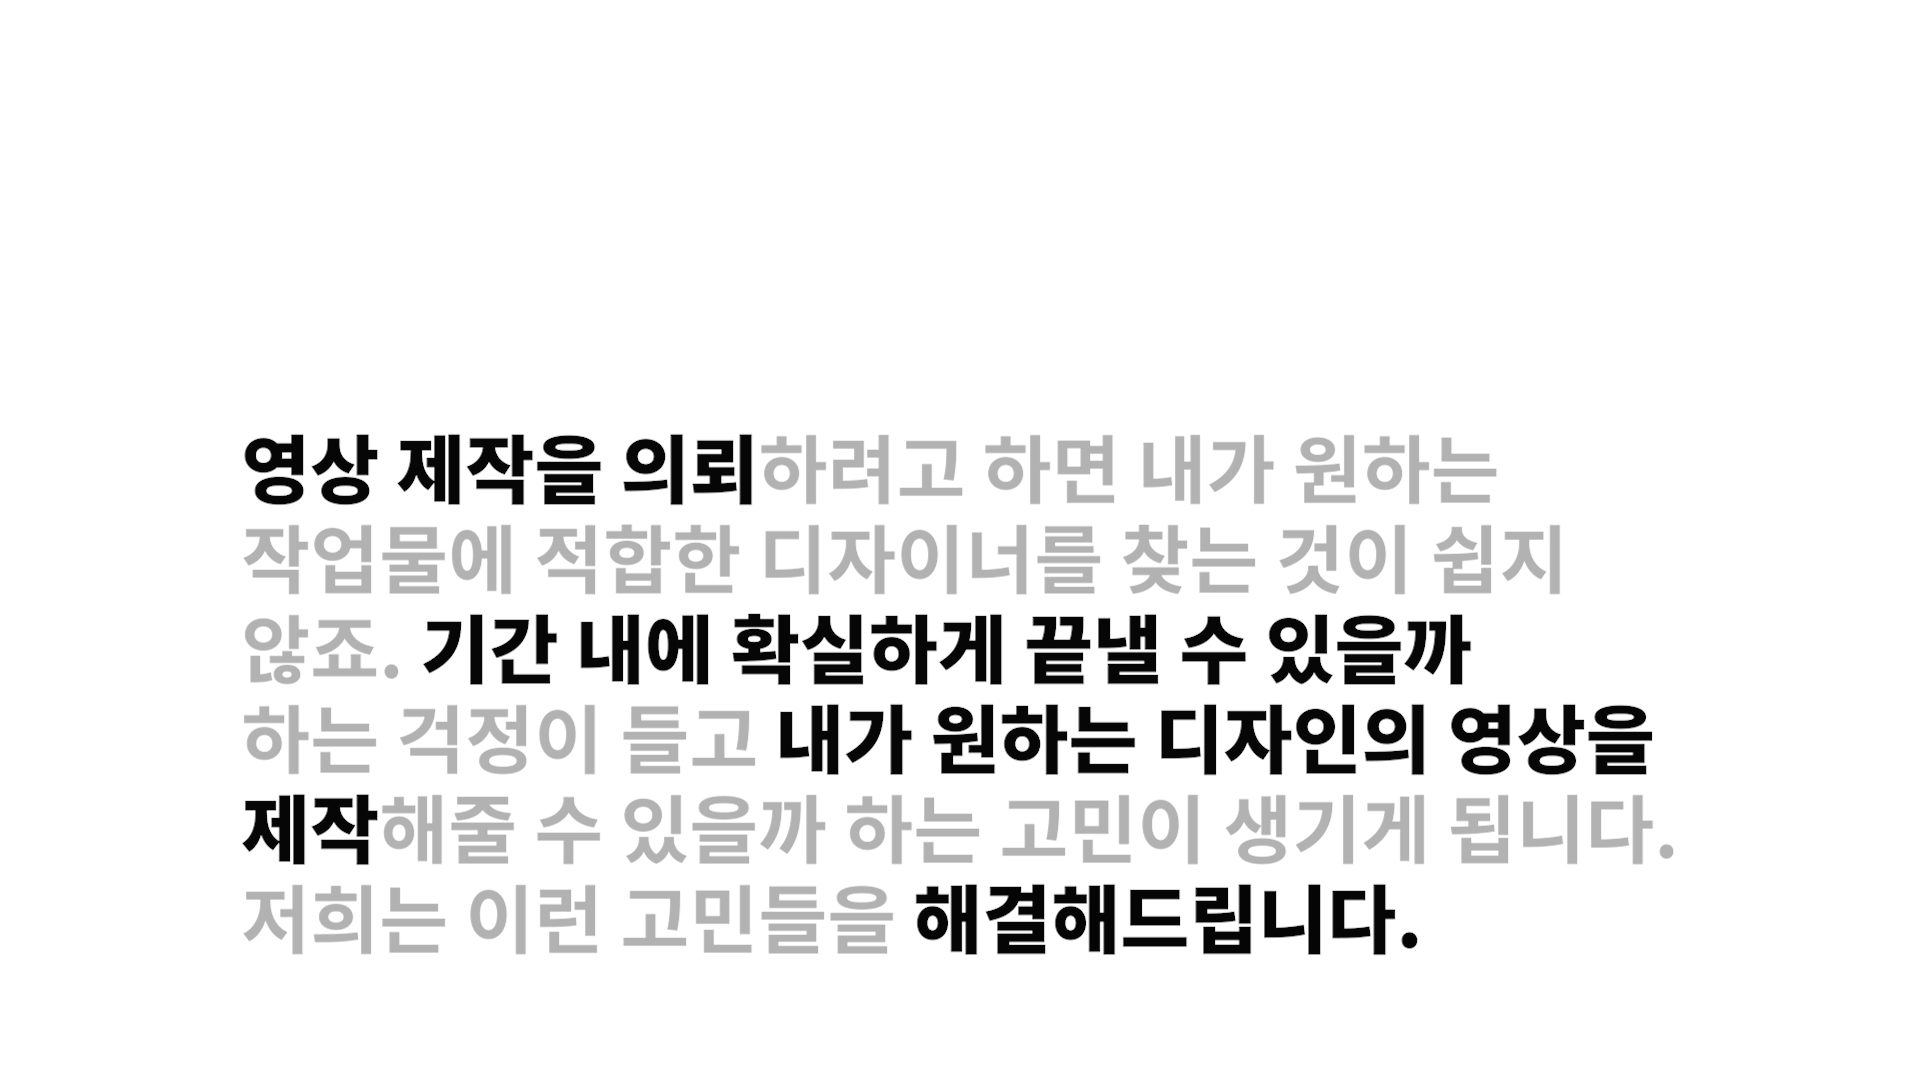 영상 제작을 의뢰하려고 하면 내가 원하는
작업물에 적합한 디자이너를 찾는 것이 쉽지
않죠. 기간 내에 확실하게 끝낼 수 있을까
하는 걱정이 들고 내가 원하는 디자인의 영상을
제작해줄 수 있을까 하는 고민이 생기게 됩니다.
저희는 이런 고민들을 해결해드립니다.